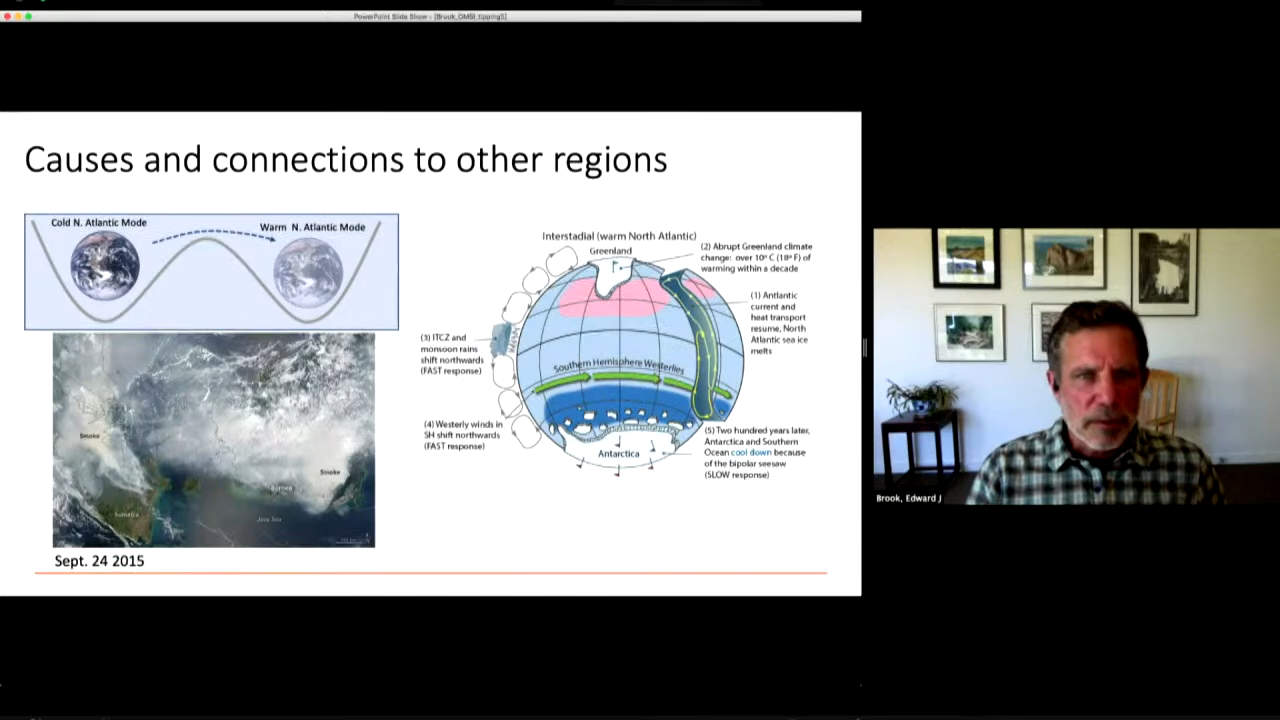 PowerPoint Slide Show - [Brook_OMSI_tipping5]
Causes and connections to other regions
Cold N. Atlantic Mode
Warm N. Atlantic Mode
Smoke
Smoke
Borneo
Sumatra
Java Sea
Sept. 24 2015
Interstadial (warm North Atlantic)
Greenland
(2) Abrupt Greenland climate
change: over 10° C (18° F) of
warming within a decade
(1) Antlantic
current and
heat transport
resume, North
Atlantic sea ice
melts
(3) ITCZ and
monsoon rains
shift northwards
(FAST response)
Southern Hemisphere Westerlies
(4) Westerly winds in
SH shift northwards
(FAST response)
Antarctica
(5) Two hundred years later,
Antarctica and Southern
Ocean cool down because
of the bipolar seesaw
(SLOW response)
Brook, Edward J